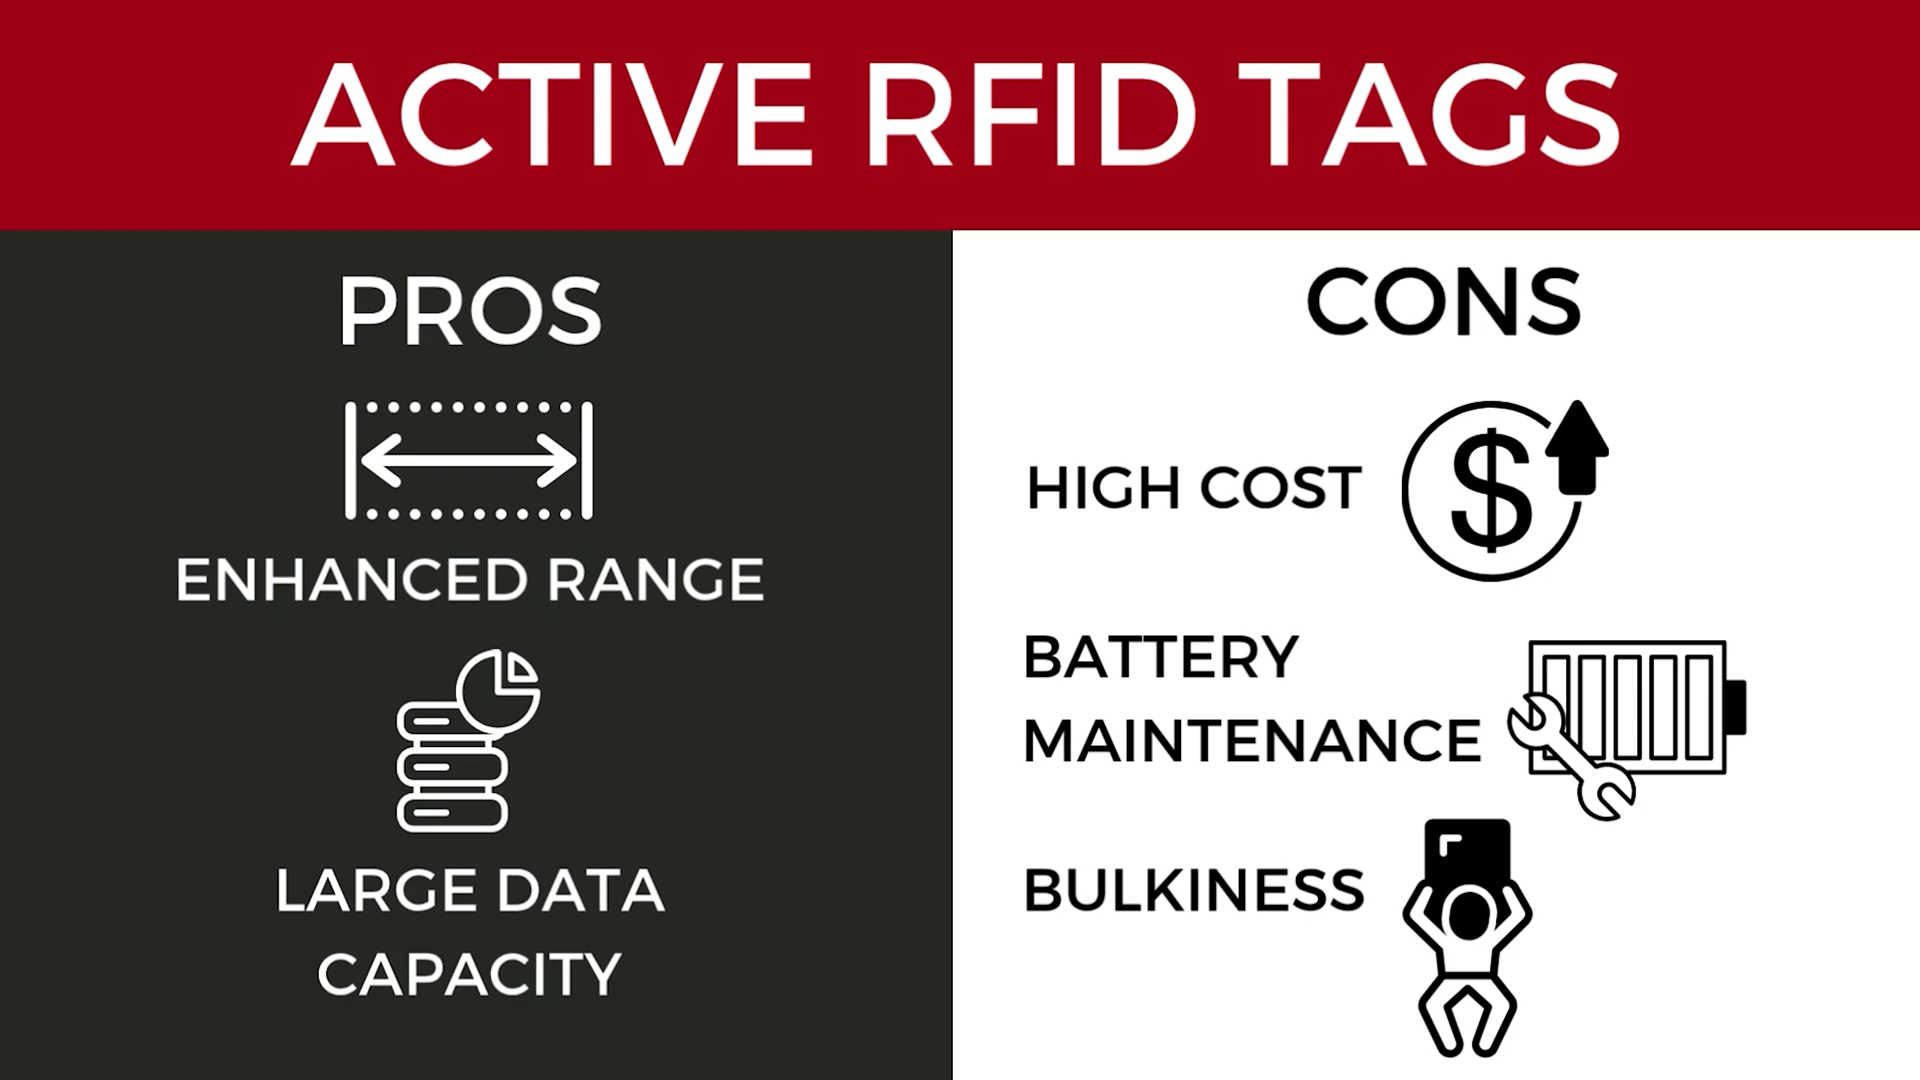 ACTIVE RFID TAGS
PROS
ENHANCED RANGE
LARGE DATA
CAPACITY
CONS
HIGH COST
$
BATTERY
MAINTENANCE
BULKINESS